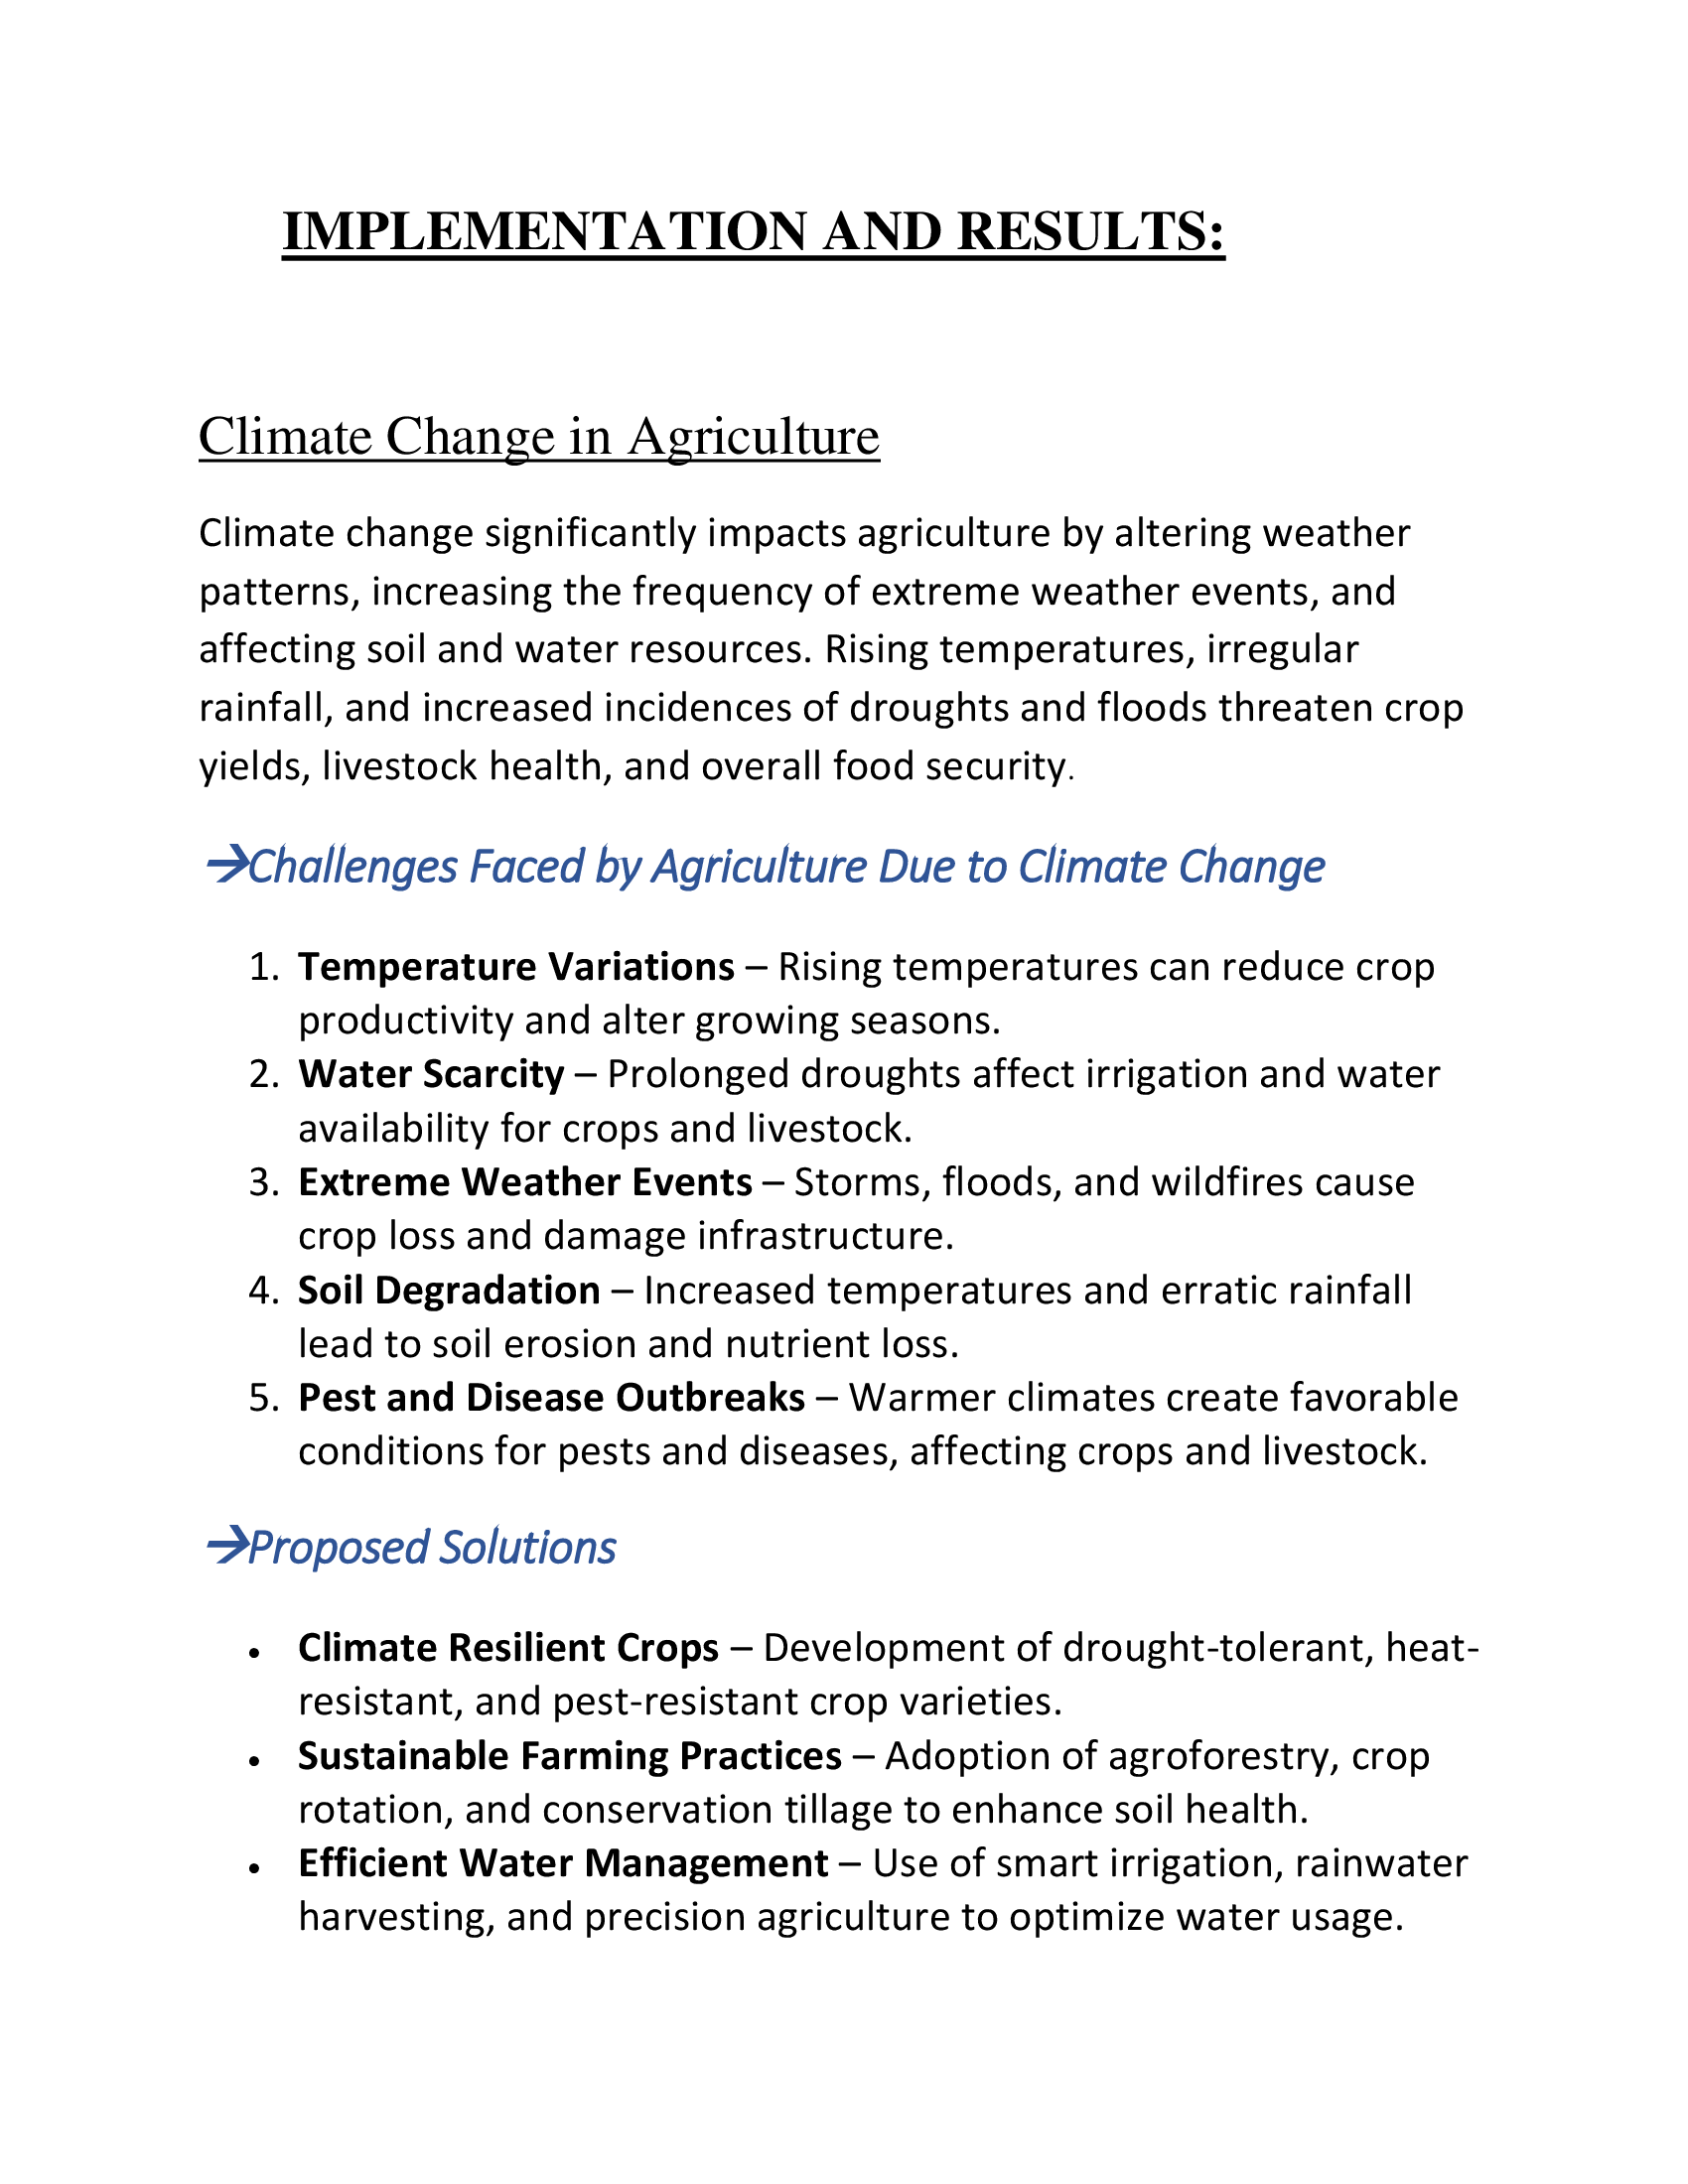 IMPLEMENTATION AND RESULTS:
Climate Change in Agriculture
Climate change significantly impacts agriculture by altering weather
patterns, increasing the frequency of extreme weather events, and
affecting soil and water resources. Rising temperatures, irregular
rainfall, and increased incidences of droughts and floods threaten crop
yields, livestock health, and overall food security.
→Challenges Faced by Agriculture Due to Climate Change
1. Temperature Variations – Rising temperatures can reduce crop
productivity and alter growing seasons.
2. Water Scarcity – Prolonged droughts affect irrigation and water
availability for crops and livestock.
3. Extreme Weather Events – Storms, floods, and wildfires cause
crop loss and damage infrastructure.
4. Soil Degradation – Increased temperatures and erratic rainfall
lead to soil erosion and nutrient loss.
5. Pest and Disease Outbreaks – Warmer climates create favorable
conditions for pests and diseases, affecting crops and livestock.
→Proposed Solutions
• Climate Resilient Crops – Development of drought-tolerant, heat-
resistant, and pest-resistant crop varieties.
• Sustainable Farming Practices – Adoption of agroforestry, crop
rotation, and conservation tillage to enhance soil health.
• Efficient Water Management – Use of smart irrigation, rainwater
harvesting, and precision agriculture to optimize water usage.